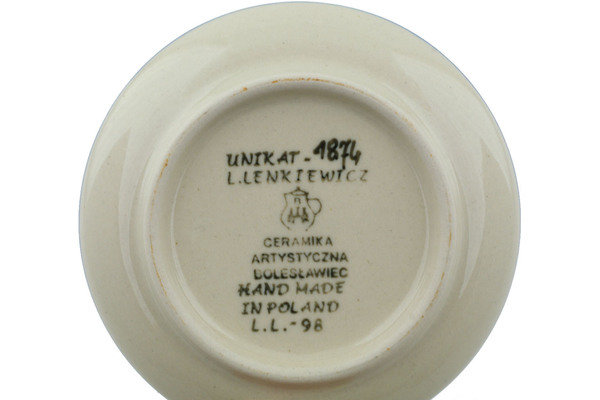 UNIKAT - 1874
L.LENKIEWICZ
CERAMIKA
ARTYSTYCZNA
BOLESŁAWIEC
HAND MADE
IN POLAND
L.L.-98